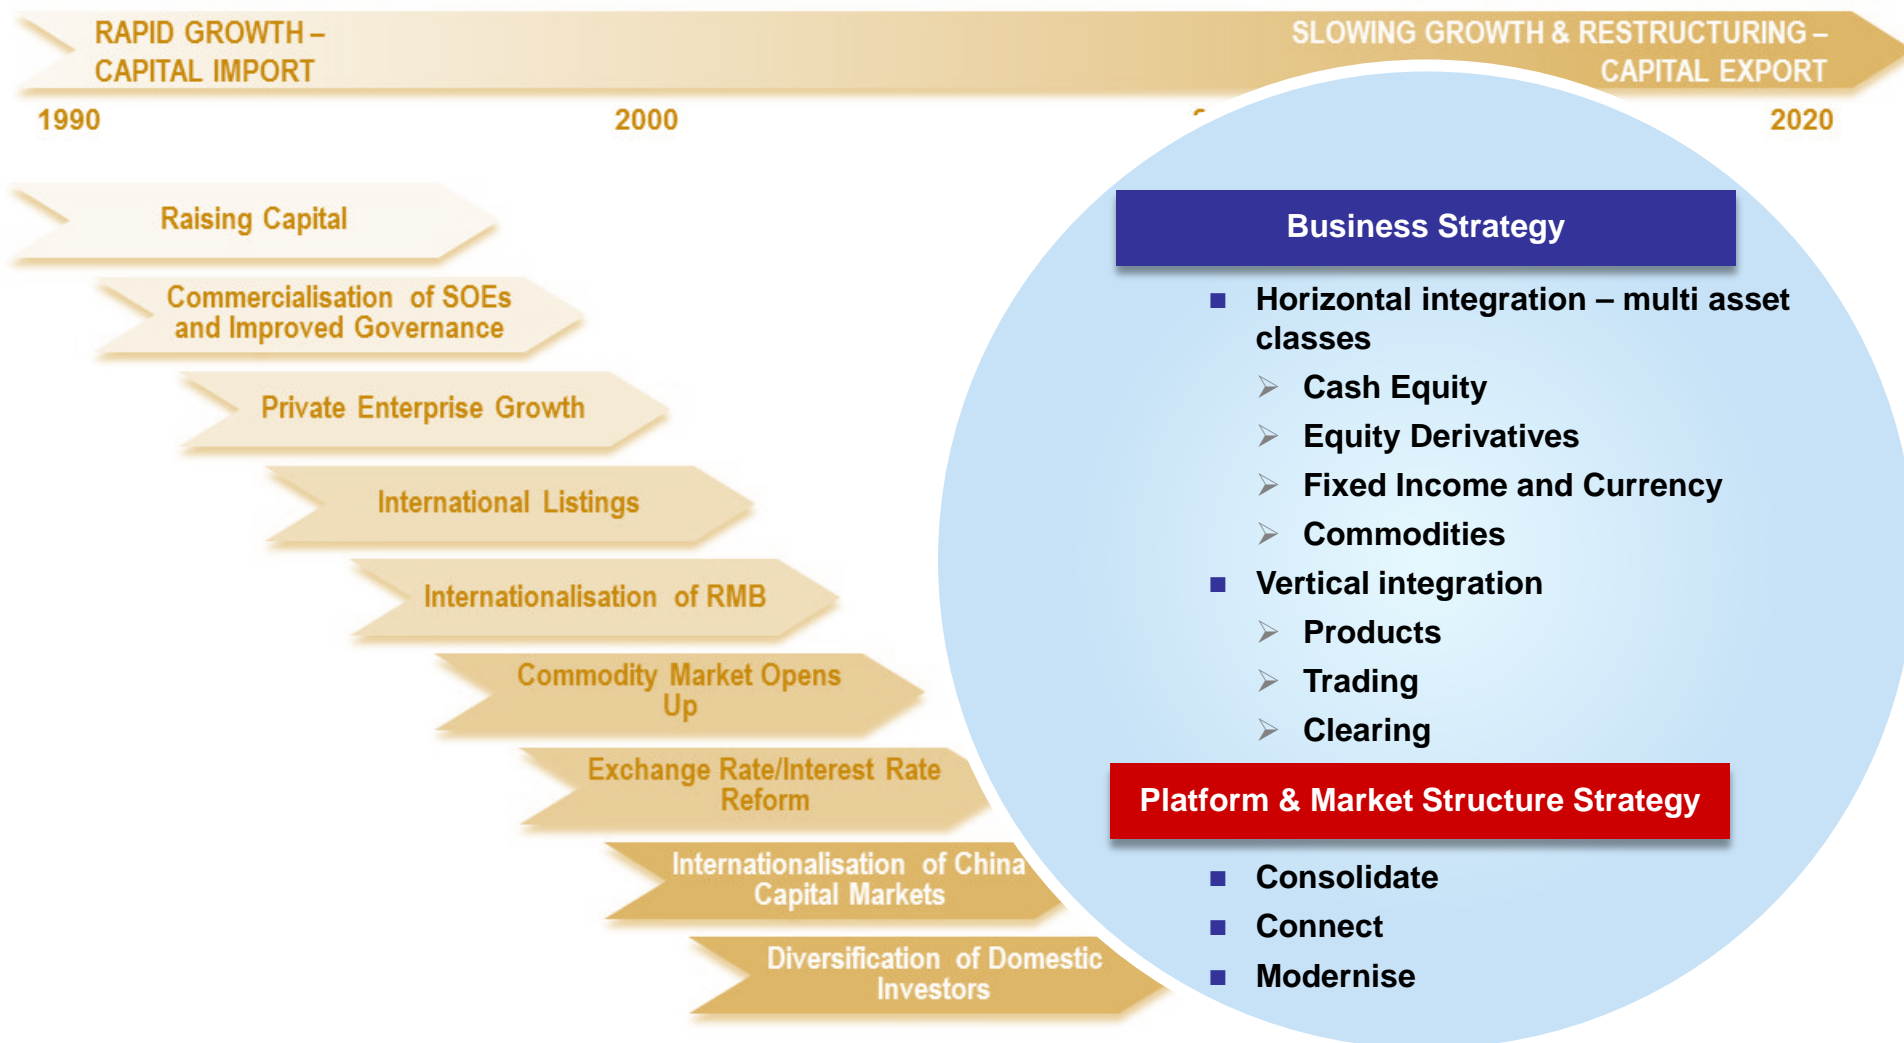 RAPID GROWTH –
CAPITAL IMPORT
SLOWING GROWTH & RESTRUCTURING –
CAPITAL EXPORT
1990
2000
2020
Raising Capital
Commercialisation of SOEs
and Improved Governance
Private Enterprise Growth
International Listings
Internationalisation of RMB
Commodity Market Opens
Up
Exchange Rate/Interest Rate
Reform
Internationalisation of China
Capital Markets
Diversification of Domestic
Investors
Business Strategy
■ Horizontal integration – multi asset
classes
➢ Cash Equity
➢ Equity Derivatives
➢ Fixed Income and Currency
➢ Commodities
■ Vertical integration
➢ Products
➢ Trading
➢ Clearing
Platform & Market Structure Strategy
■ Consolidate
■ Connect
■ Modernise